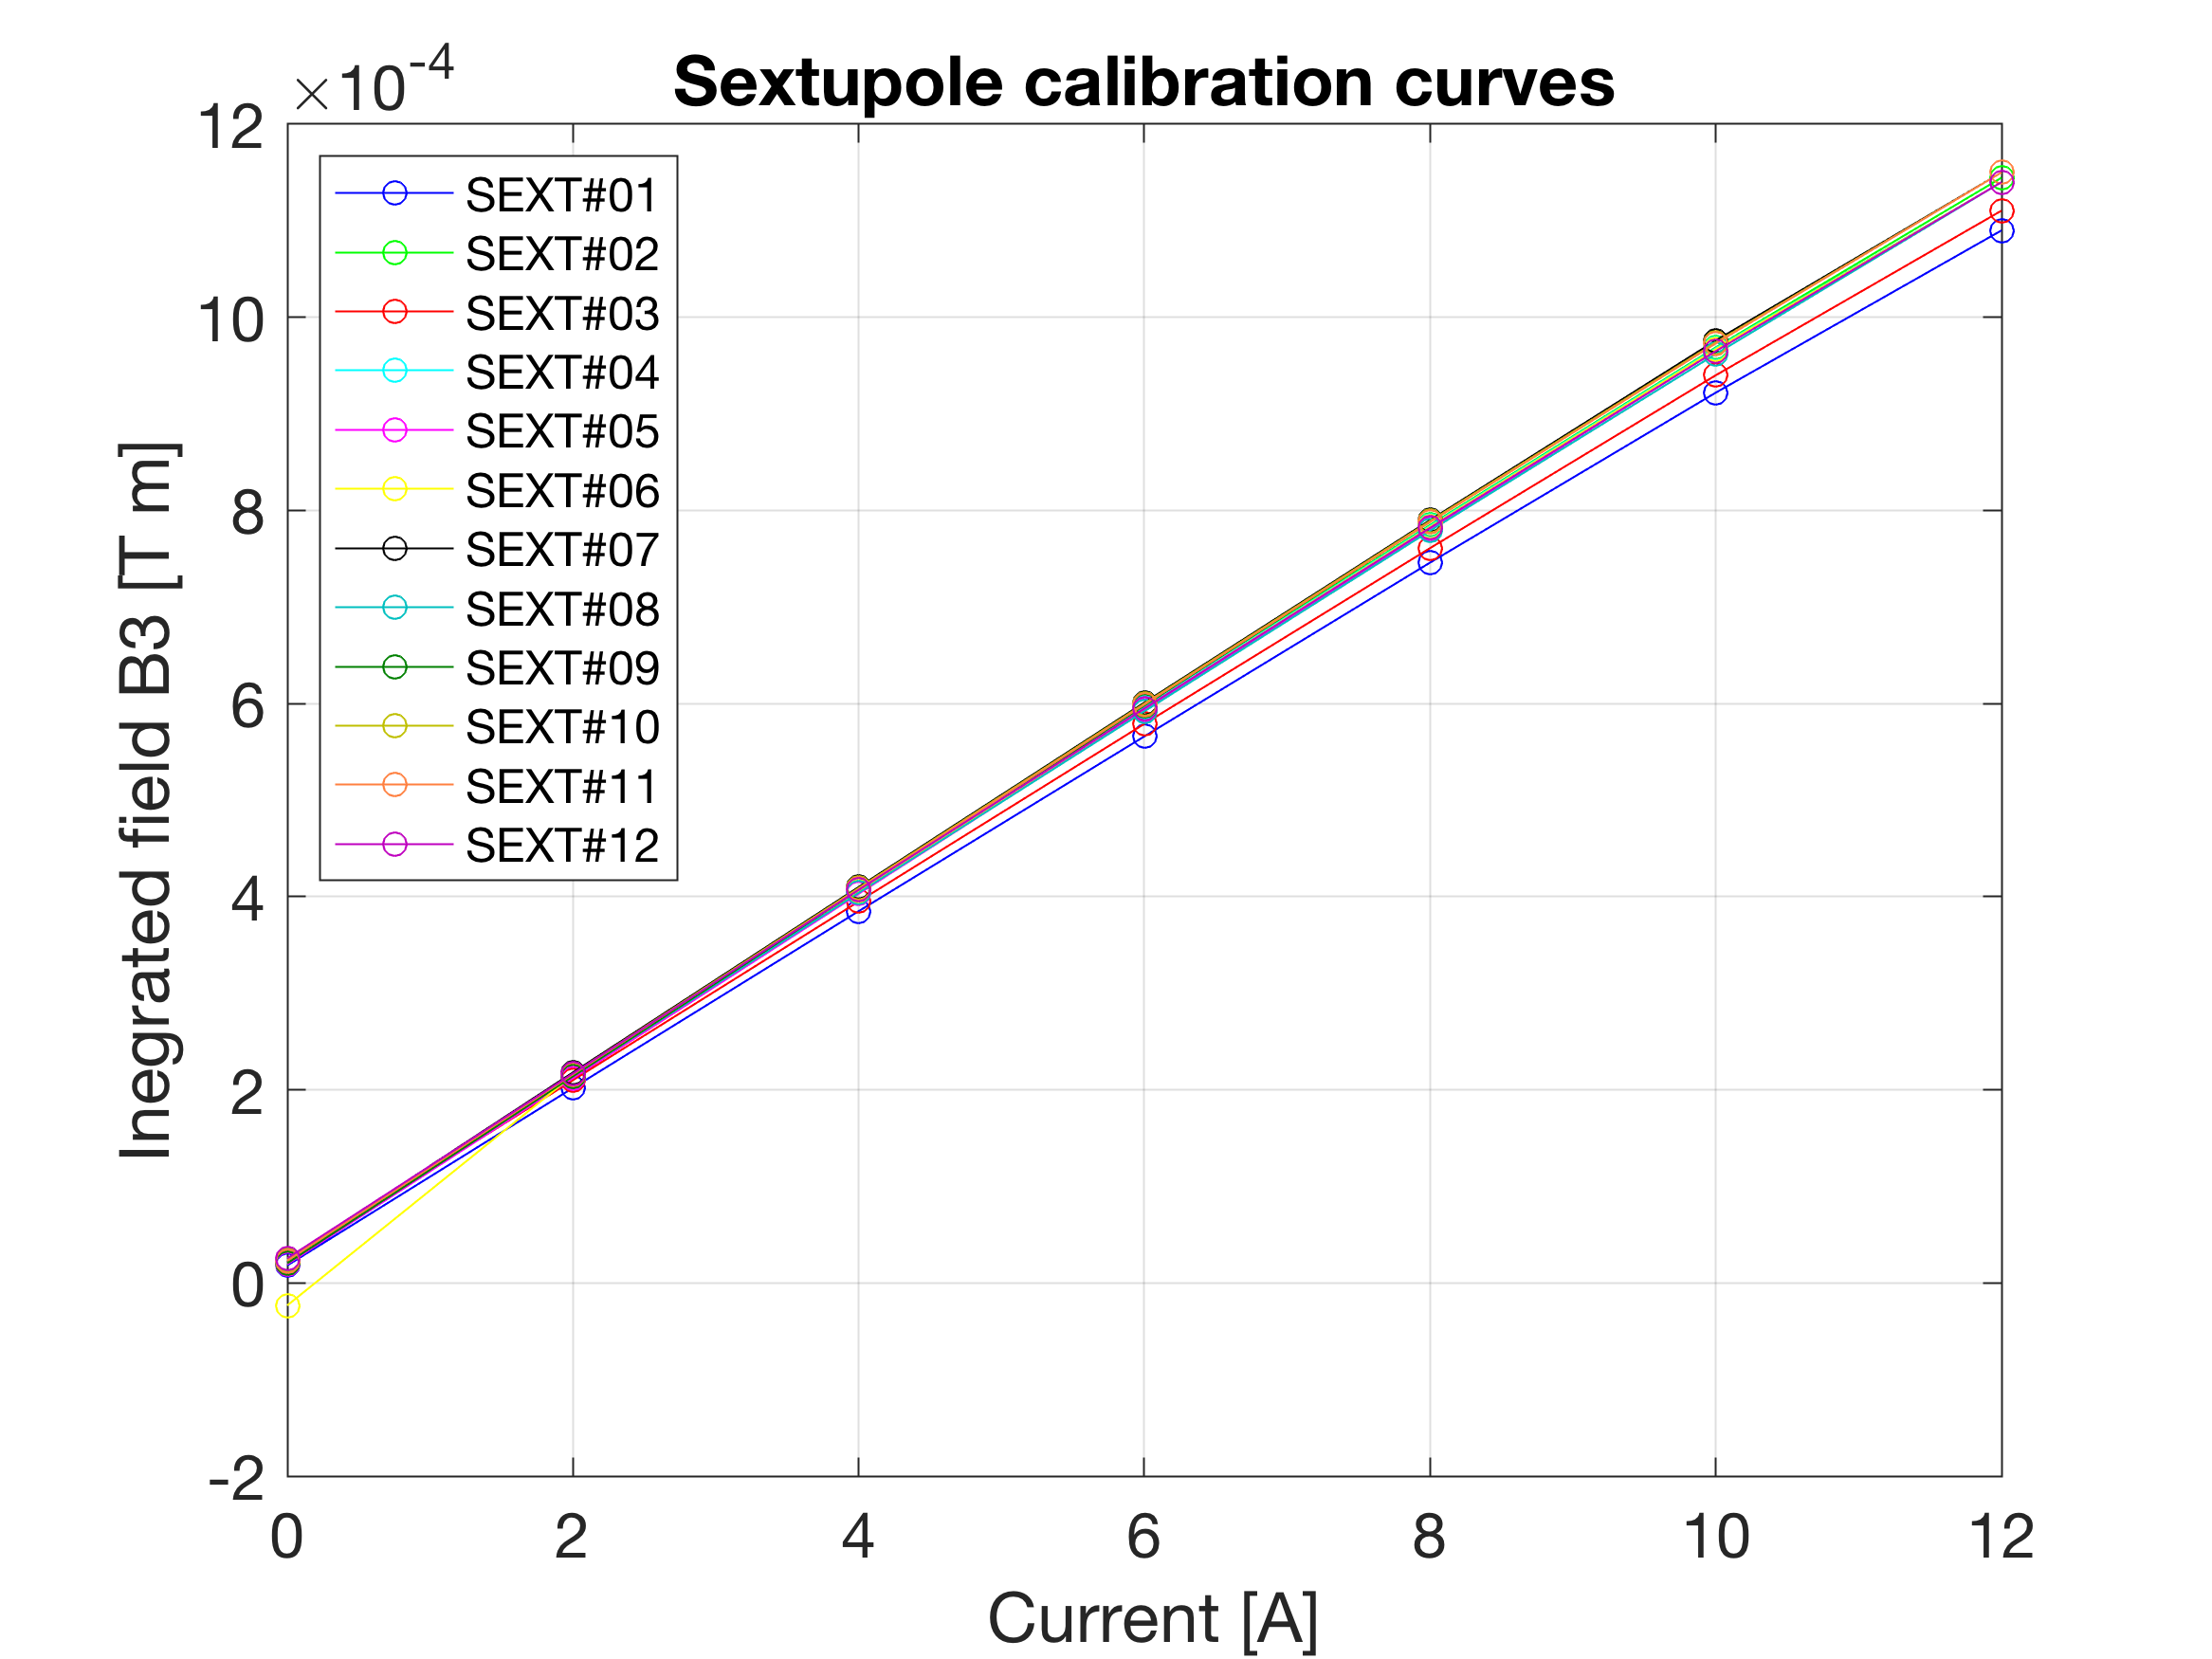 ×10-4
Sextupole calibration curves
12
10
8
6
4
2
0
-2
Inegrated field B3 [T m]
SEXT#01
SEXT#02
SEXT#03
SEXT#04
SEXT#05
SEXT#06
SEXT#07
SEXT#08
SEXT#09
SEXT#10
SEXT#11
SEXT#12
0 2 4 6 8 10 12
Current [A]